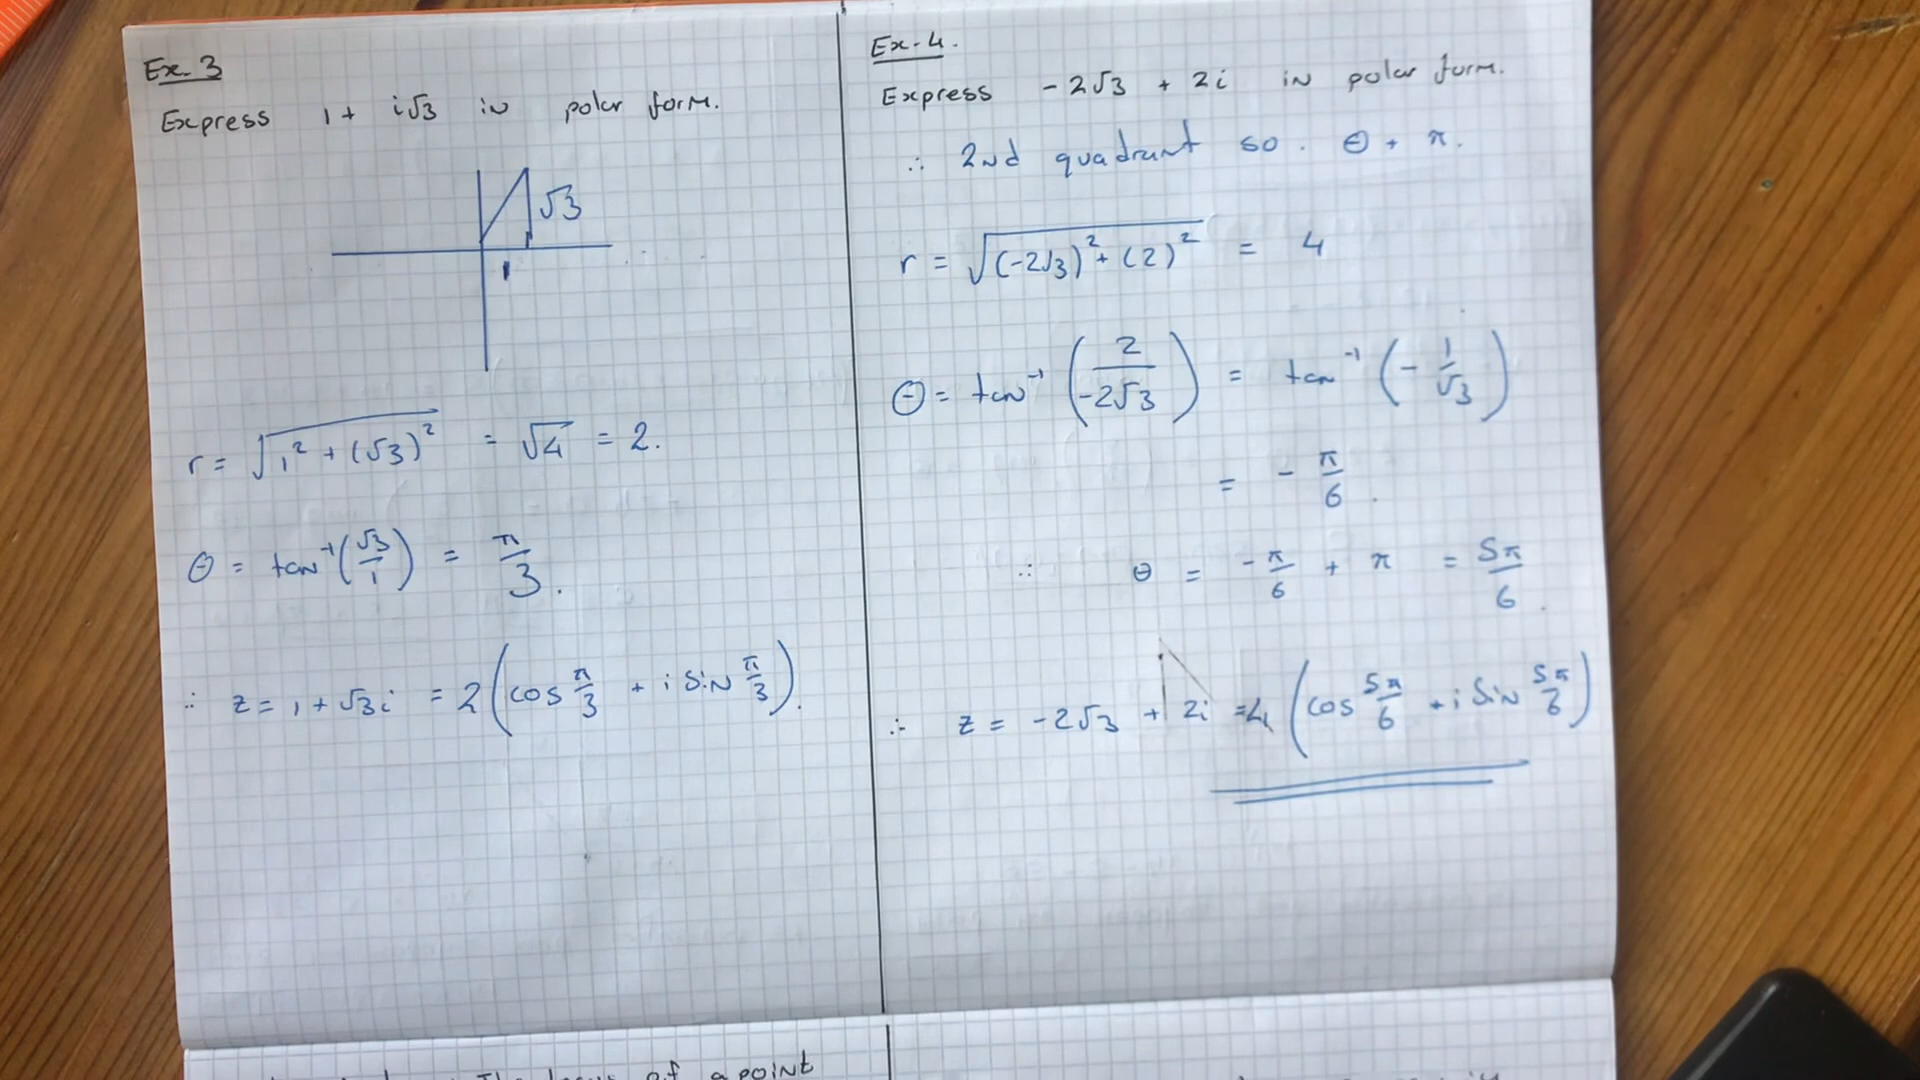 Ex. 3
Express 1 + i√3 in polar form.
√3
1
r = √(1² + (√3)²) = √4 = 2.
θ = tan⁻¹(√3/1) = π/3.
∴ z = 1 + √3i = 2(cos π/3 + i sin π/3).
Ex. 4.
Express -2√3 + 2i in polar form.
∴ 2nd quadrant so. θ + π.
r = √((-2√3)² + (2)²) = 4
θ = tan⁻¹(2/-2√3) = tan⁻¹(-1/√3)
= -π/6.
∴ θ = -π/6 + π = 5π/6.
∴ z = -2√3 + 2i = 4(cos 5π/6 + i sin 5π/6)
of a point